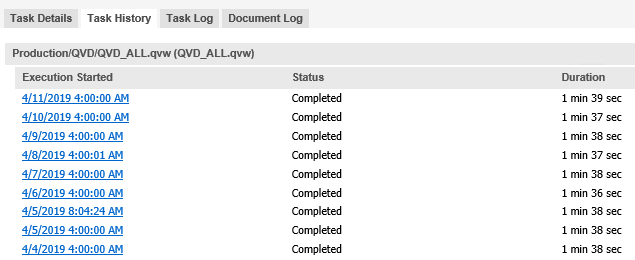 Task Details Task History Task Log Document Log
Production/QVD/QVD_ALL.qvw (QVD_ALL.qvw)
Execution Started Status Duration
4/11/2019 4:00:00 AM Completed 1 min 39 sec
4/10/2019 4:00:00 AM Completed 1 min 37 sec
4/9/2019 4:00:00 AM Completed 1 min 38 sec
4/8/2019 4:00:01 AM Completed 1 min 37 sec
4/7/2019 4:00:00 AM Completed 1 min 38 sec
4/6/2019 4:00:00 AM Completed 1 min 36 sec
4/5/2019 8:04:24 AM Completed 1 min 38 sec
4/5/2019 4:00:00 AM Completed 1 min 38 sec
4/4/2019 4:00:00 AM Completed 1 min 38 sec